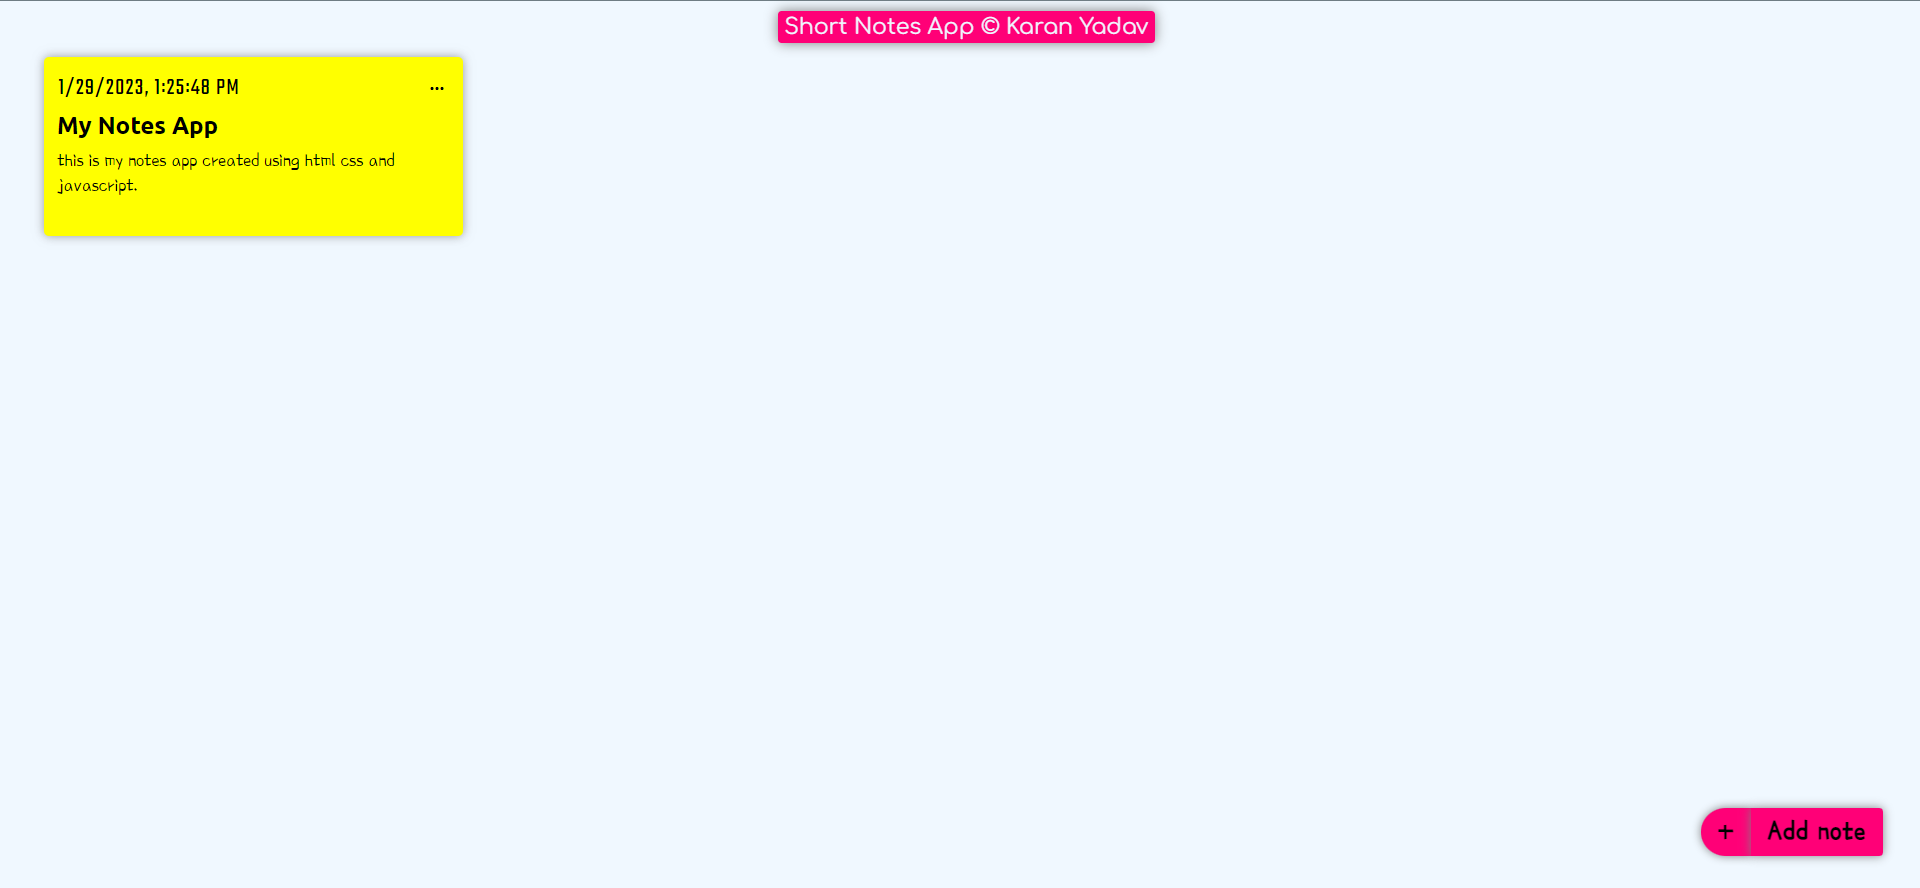 Short Notes App © Karan Yadav
1/29/2023, 1:25:48 PM ...
My Notes App
this is my notes app created using html css and
javascript.
+ Add note